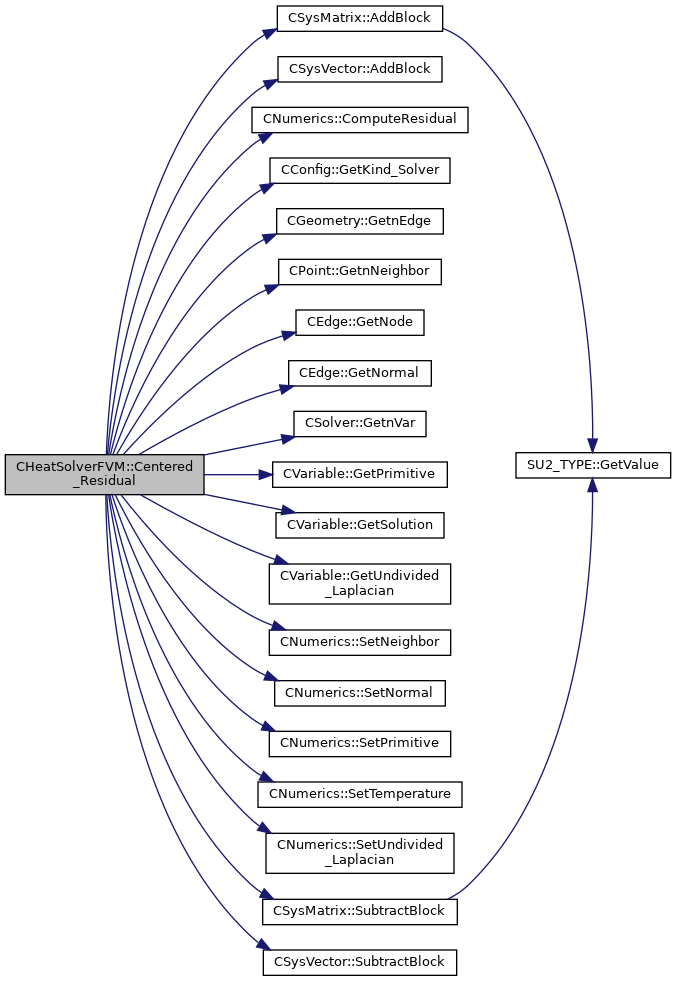 CSysMatrix::AddBlock
CSysVector::AddBlock
CNumerics::ComputeResidual
CConfig::GetKind_Solver
CGeometry::GetnEdge
CPoint::GetnNeighbor
CEdge::GetNode
CEdge::GetNormal
CSolver::GetnVar
CHeatSolverFVM::Centered
_Residual
SU2_TYPE::GetValue
CVariable::GetPrimitive
CVariable::GetSolution
CVariable::GetUndivided
_Laplacian
CNumerics::SetNeighbor
CNumerics::SetNormal
CNumerics::SetPrimitive
CNumerics::SetTemperature
CNumerics::SetUndivided
_Laplacian
CSysMatrix::SubtractBlock
CSysVector::SubtractBlock